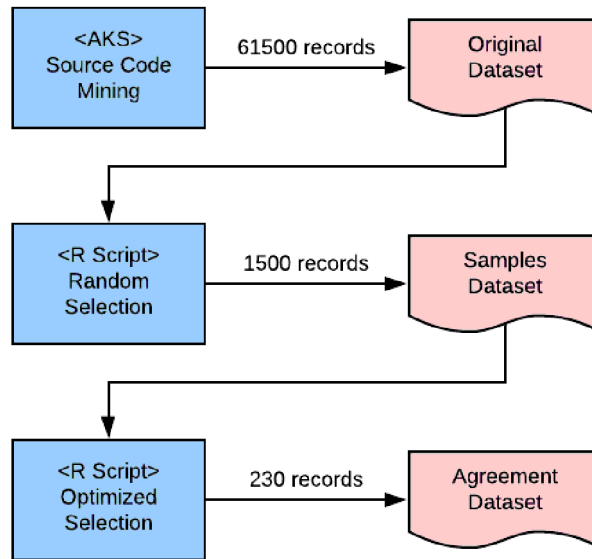 <AKS>
Source Code
Mining
61500 records
Original
Dataset
<R Script>
Random
Selection
1500 records
Samples
Dataset
<R Script>
Optimized
Selection
230 records
Agreement
Dataset